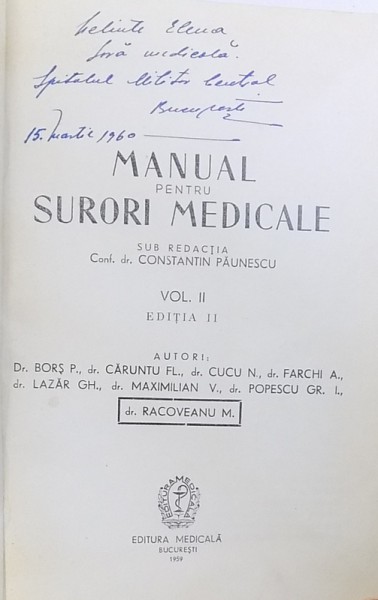 Elena
soră medicală.
Spitalul Militar Central
București
15. martie 1960
MANUAL
PENTRU
SURORI MEDICALE
SUB REDACȚIA
Conf. dr. CONSTANTIN PĂUNESCU
VOL. II
EDIȚIA II
AUTORI:
Dr. BORȘ P., dr. CĂRUNTU FL., dr. CUCU N., dr. FARCHI A.,
dr. LAZĂR GH., dr. MAXIMILIAN V., dr. POPESCU GR. I.,
dr. RACOVEANU M.
EDITURA MEDICALĂ
EDITURA MEDICALĂ
BUCUREȘTI
1959